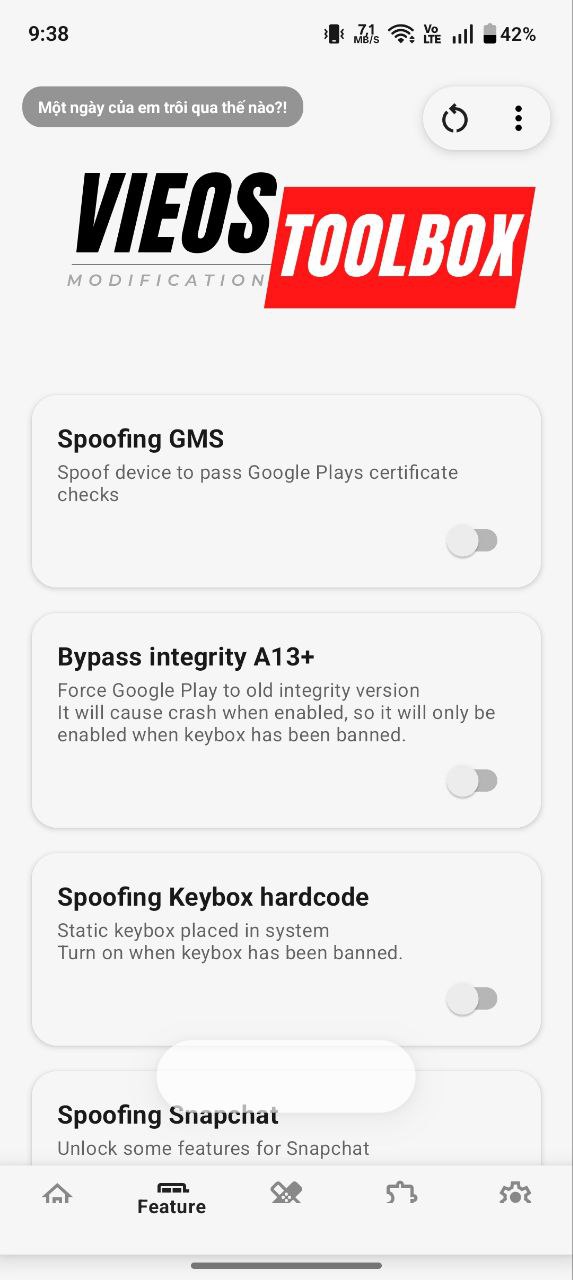 9:38
7.1
MB/S
Vo
LTE
42%
Một ngày của em trôi qua thế nào?!
VIEOS
TOOLBOX
MODIFICATION
Spoofing GMS
Spoof device to pass Google Plays certificate
checks
Bypass integrity A13+
Force Google Play to old integrity version
It will cause crash when enabled, so it will only be
enabled when keybox has been banned.
Spoofing Keybox hardcode
Static keybox placed in system
Turn on when keybox has been banned.
Spoofing Snapchat
Unlock some features for Snapchat
Feature